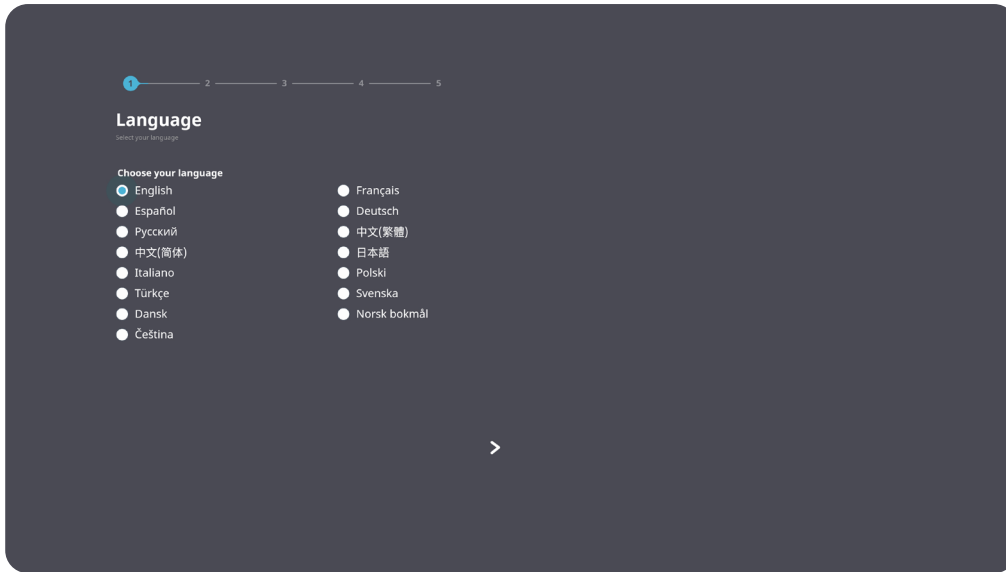 1 2 3 4 5
Language
Select your language
Choose your language
English
Français
Español
Deutsch
Русский
中文(繁體)
中文(简体)
日本語
Italiano
Polski
Türkçe
Svenska
Dansk
Norsk bokmål
Čeština